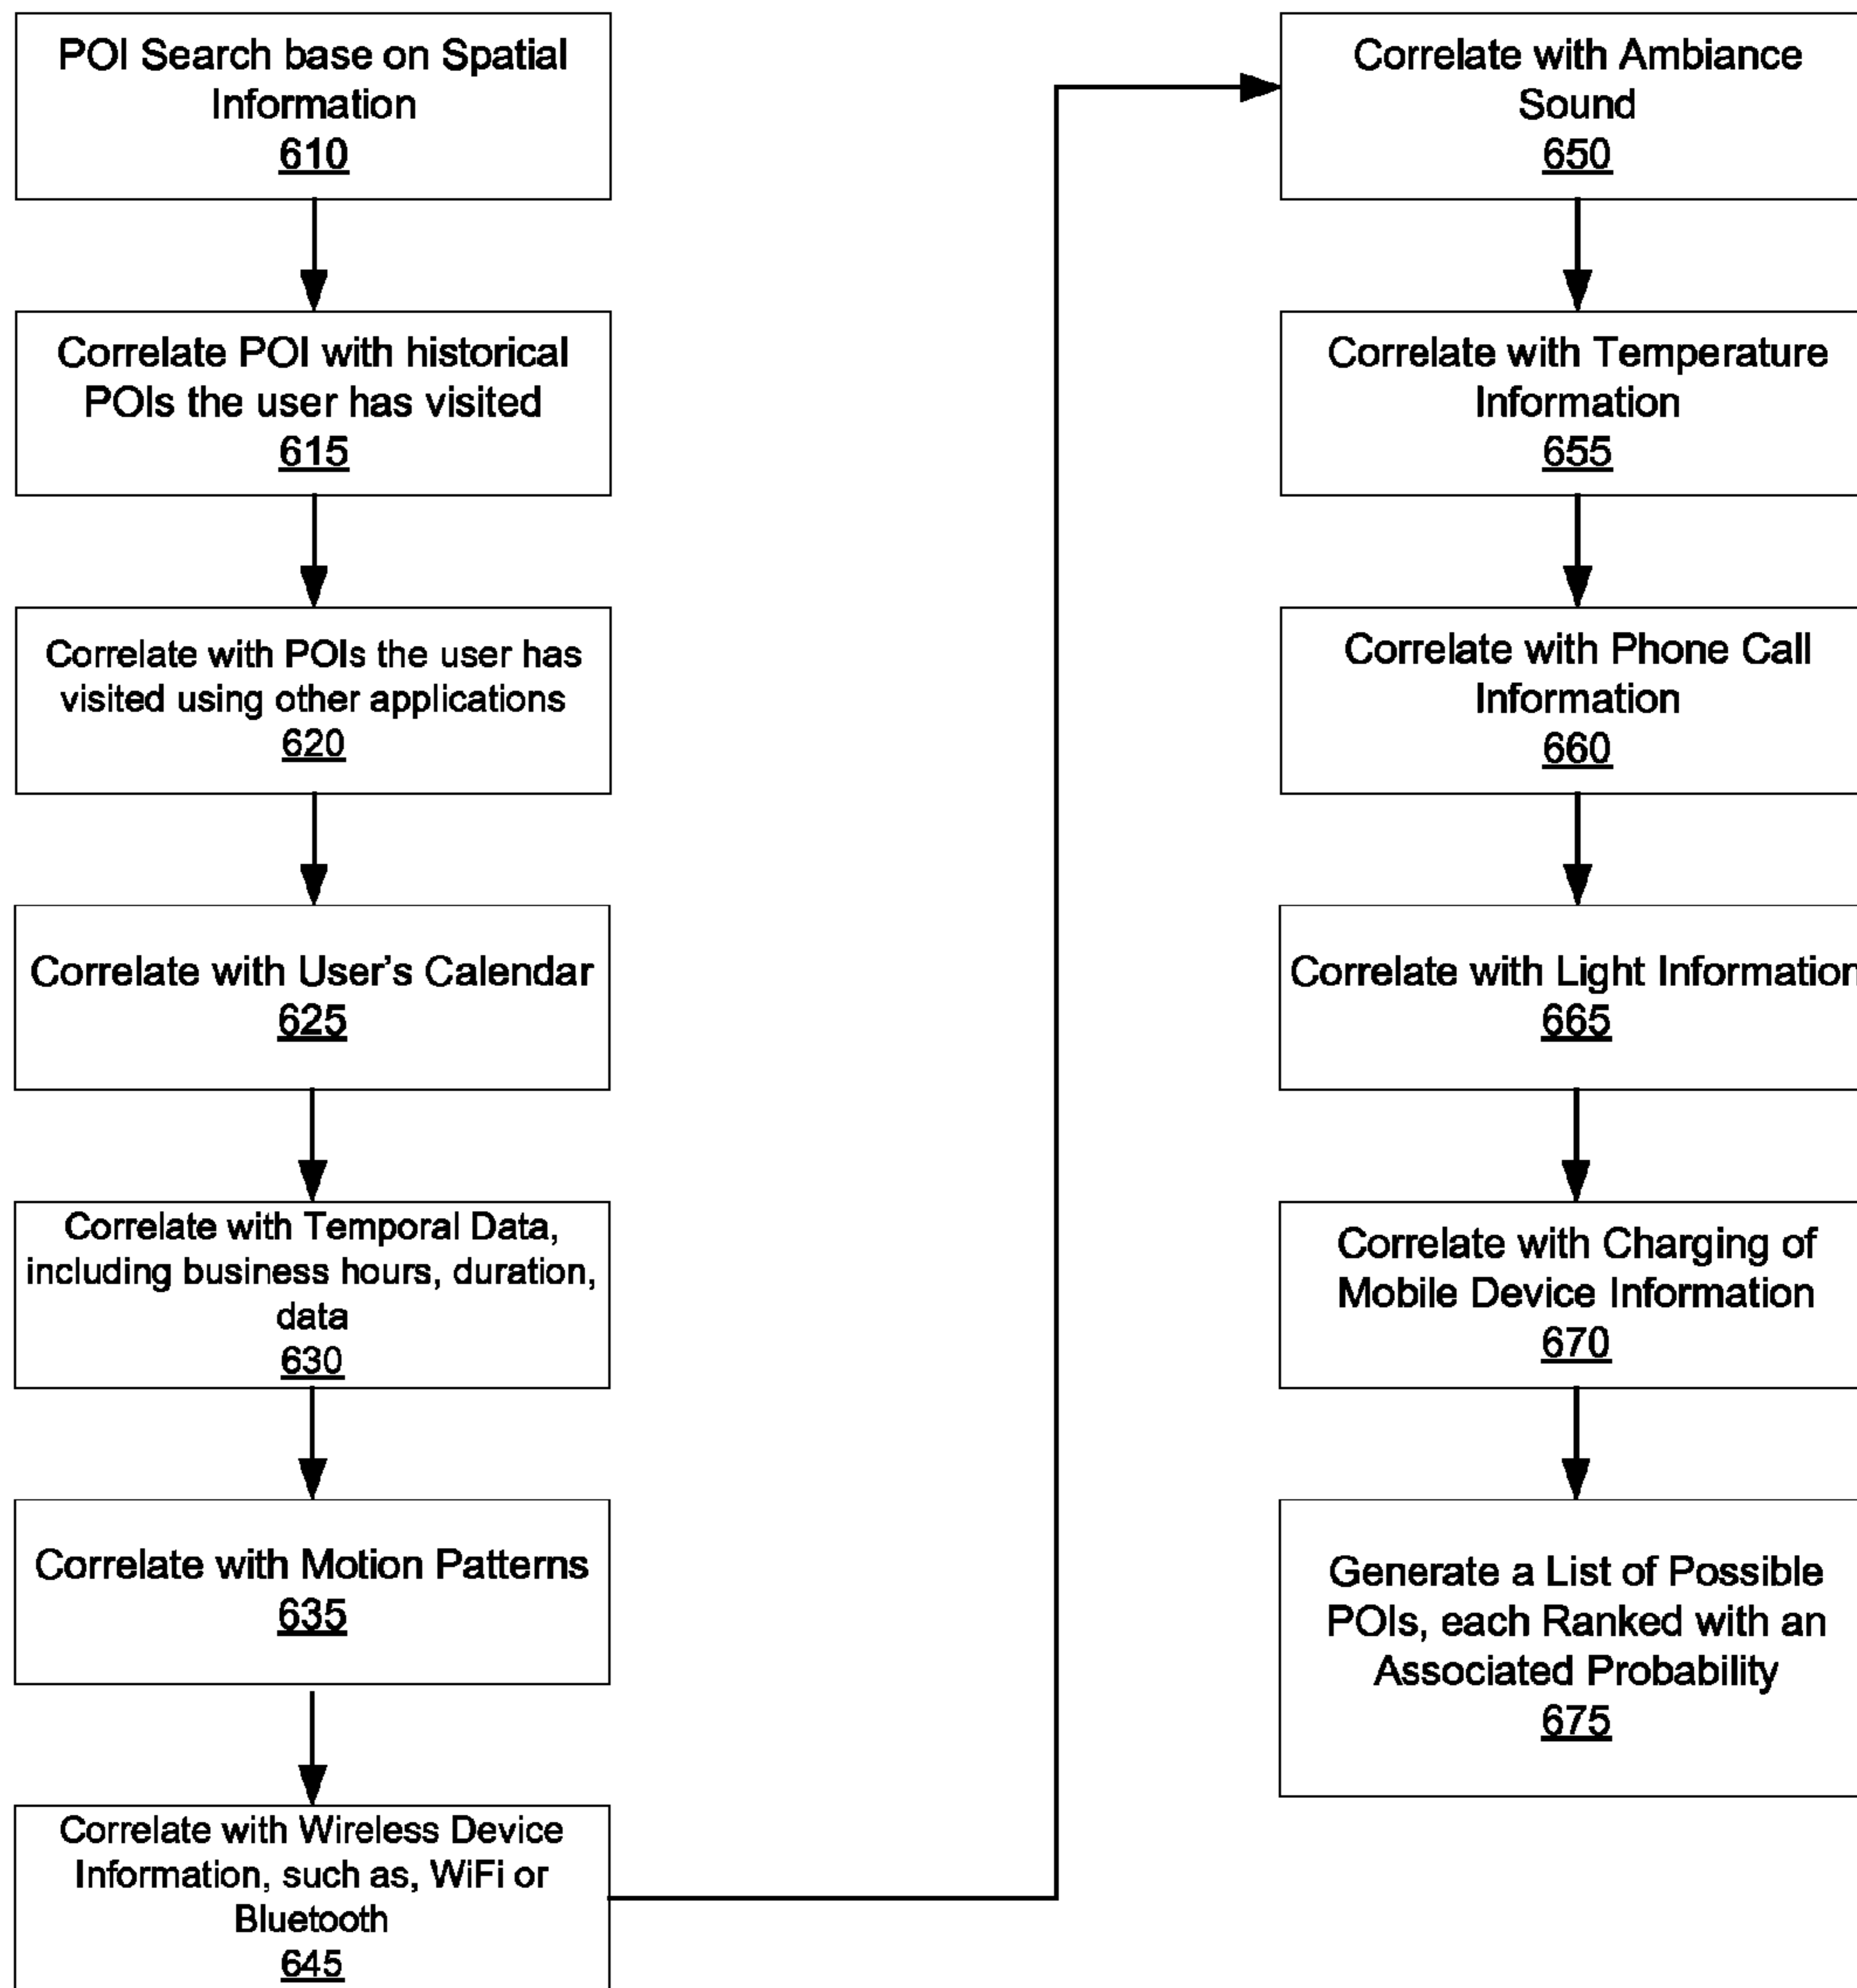 POI Search base on Spatial
Information
610
Correlate POI with historical
POIs the user has visited
615
Correlate with POIs the user has
visited using other applications
620
Correlate with User's Calendar
625
Correlate with Temporal Data,
including business hours, duration,
data
630
Correlate with Motion Patterns
635
Correlate with Wireless Device
Information, such as, WiFi or
Bluetooth
645
Correlate with Ambiance
Sound
650
Correlate with Temperature
Information
655
Correlate with Phone Call
Information
660
Correlate with Light Information
665
Correlate with Charging of
Mobile Device Information
670
Generate a List of Possible
POIs, each Ranked with an
Associated Probability
675